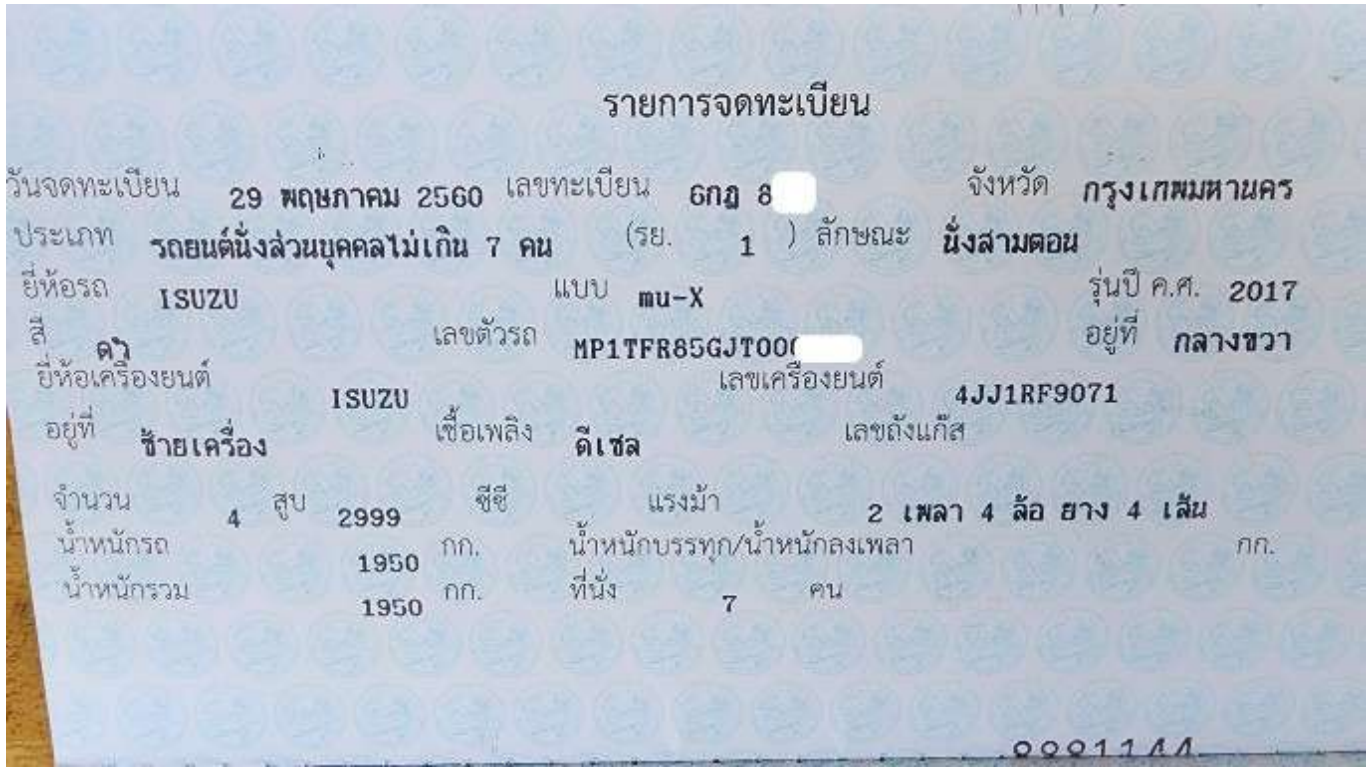 รายการจดทะเบียน
วันจดทะเบียน 29 พฤษภาคม 2560 เลขทะเบียน 6กฎ 8 จังหวัด กรุงเทพมหานคร
ประเภท รถยนต์นั่งส่วนบุคคลไม่เกิน 7 คน (รย. 1 ) ลักษณะ นั่งสามตอน
ยี่ห้อรถ ISUZU แบบ mu-X รุ่นปี ค.ศ. 2017
สี ดำ เลขตัวรถ MP1TFR85GJT00 อยู่ที่ กลางขวา
ยี่ห้อเครื่องยนต์ ISUZU เลขเครื่องยนต์ 4JJ1RF9071
อยู่ที่ ซ้ายเครื่อง เชื้อเพลิง ดีเซล เลขถังแก๊ส
จำนวน 4 สูบ 2999 ซีซี แรงม้า 2 เพลา 4 ล้อ ยาง 4 เส้น
น้ำหนักรถ 1950 กก. น้ำหนักบรรทุก/น้ำหนักลงเพลา กก.
น้ำหนักรวม 1950 กก. ที่นั่ง 7 คน